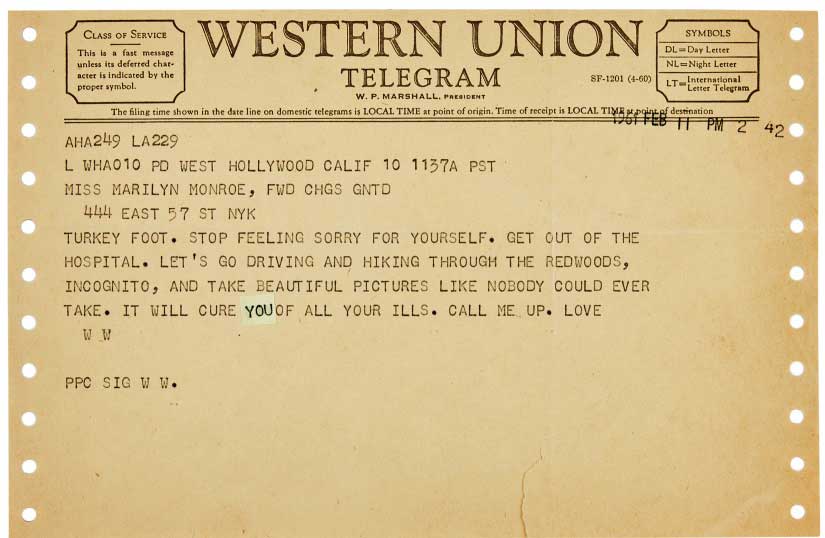 CLASS OF SERVICE
This is a fast message
unless its deferred char-
acter is indicated by the
proper symbol.
WESTERN UNION
TELEGRAM
W. P. MARSHALL, PRESIDENT
SF-1201 (4-60)
SYMBOLS
DL=Day Letter
NL=Night Letter
LT=International Letter Telegram
The filing time shown in the date line on domestic telegrams is LOCAL TIME at point of origin. Time of receipt is LOCAL TIME at point of destination
1961 FEB 11 PM 2 42
AHA249 LA229
L WHA010 PD WEST HOLLYWOOD CALIF 10 1137A PST
MISS MARILYN MONROE, FWD CHGS GNTD
444 EAST 57 ST NYK
TURKEY FOOT. STOP FEELING SORRY FOR YOURSELF. GET OUT OF THE
HOSPITAL. LET'S GO DRIVING AND HIKING THROUGH THE REDWOODS,
INCOGNITO, AND TAKE BEAUTIFUL PICTURES LIKE NOBODY COULD EVER
TAKE. IT WILL CURE YOU OF ALL YOUR ILLS. CALL ME UP. LOVE
W W
PPC SIG W W.